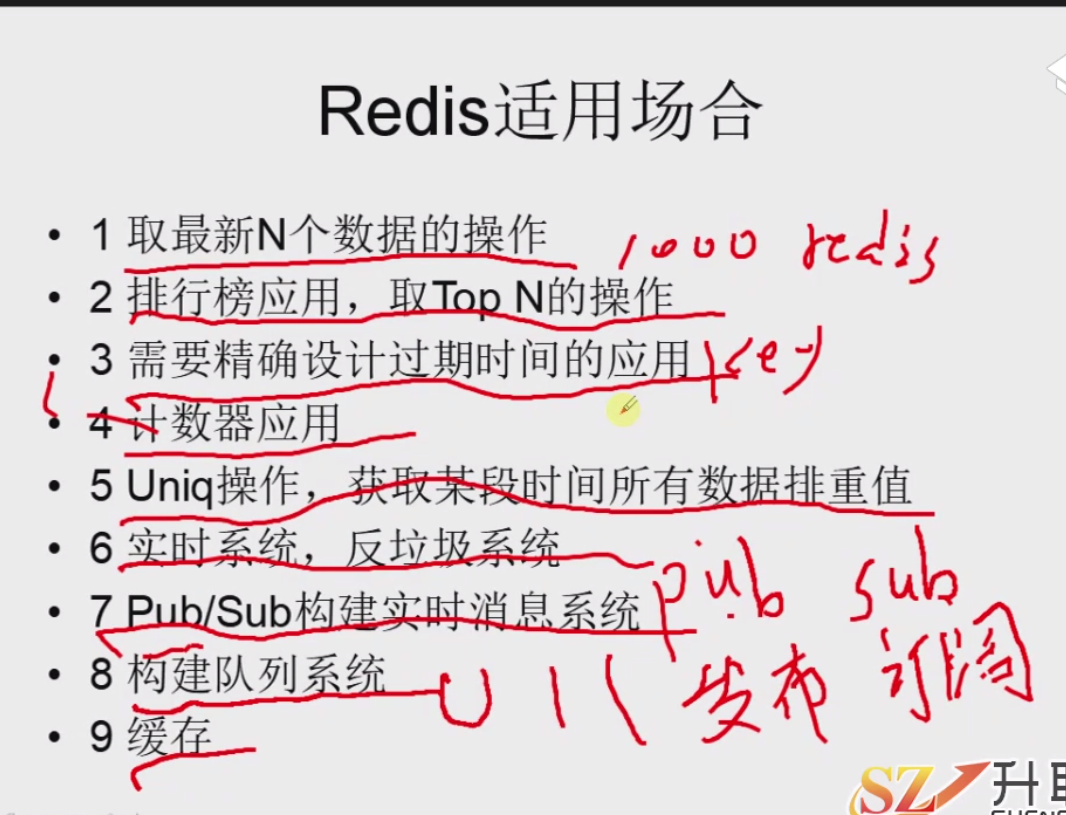 Redis适用场合
• 1 取最新N个数据的操作 1000 redis
• 2 排行榜应用，取Top N的操作
• 3 需要精确设计过期时间的应用 key
• 4 计数器应用
• 5 Uniq操作，获取某段时间所有数据排重值
• 6 实时系统，反垃圾系统
pub sub
• 7 Pub/Sub构建实时消息系统
• 8 构建队列系统
发布 订阅
• 9 缓存
SZ 升